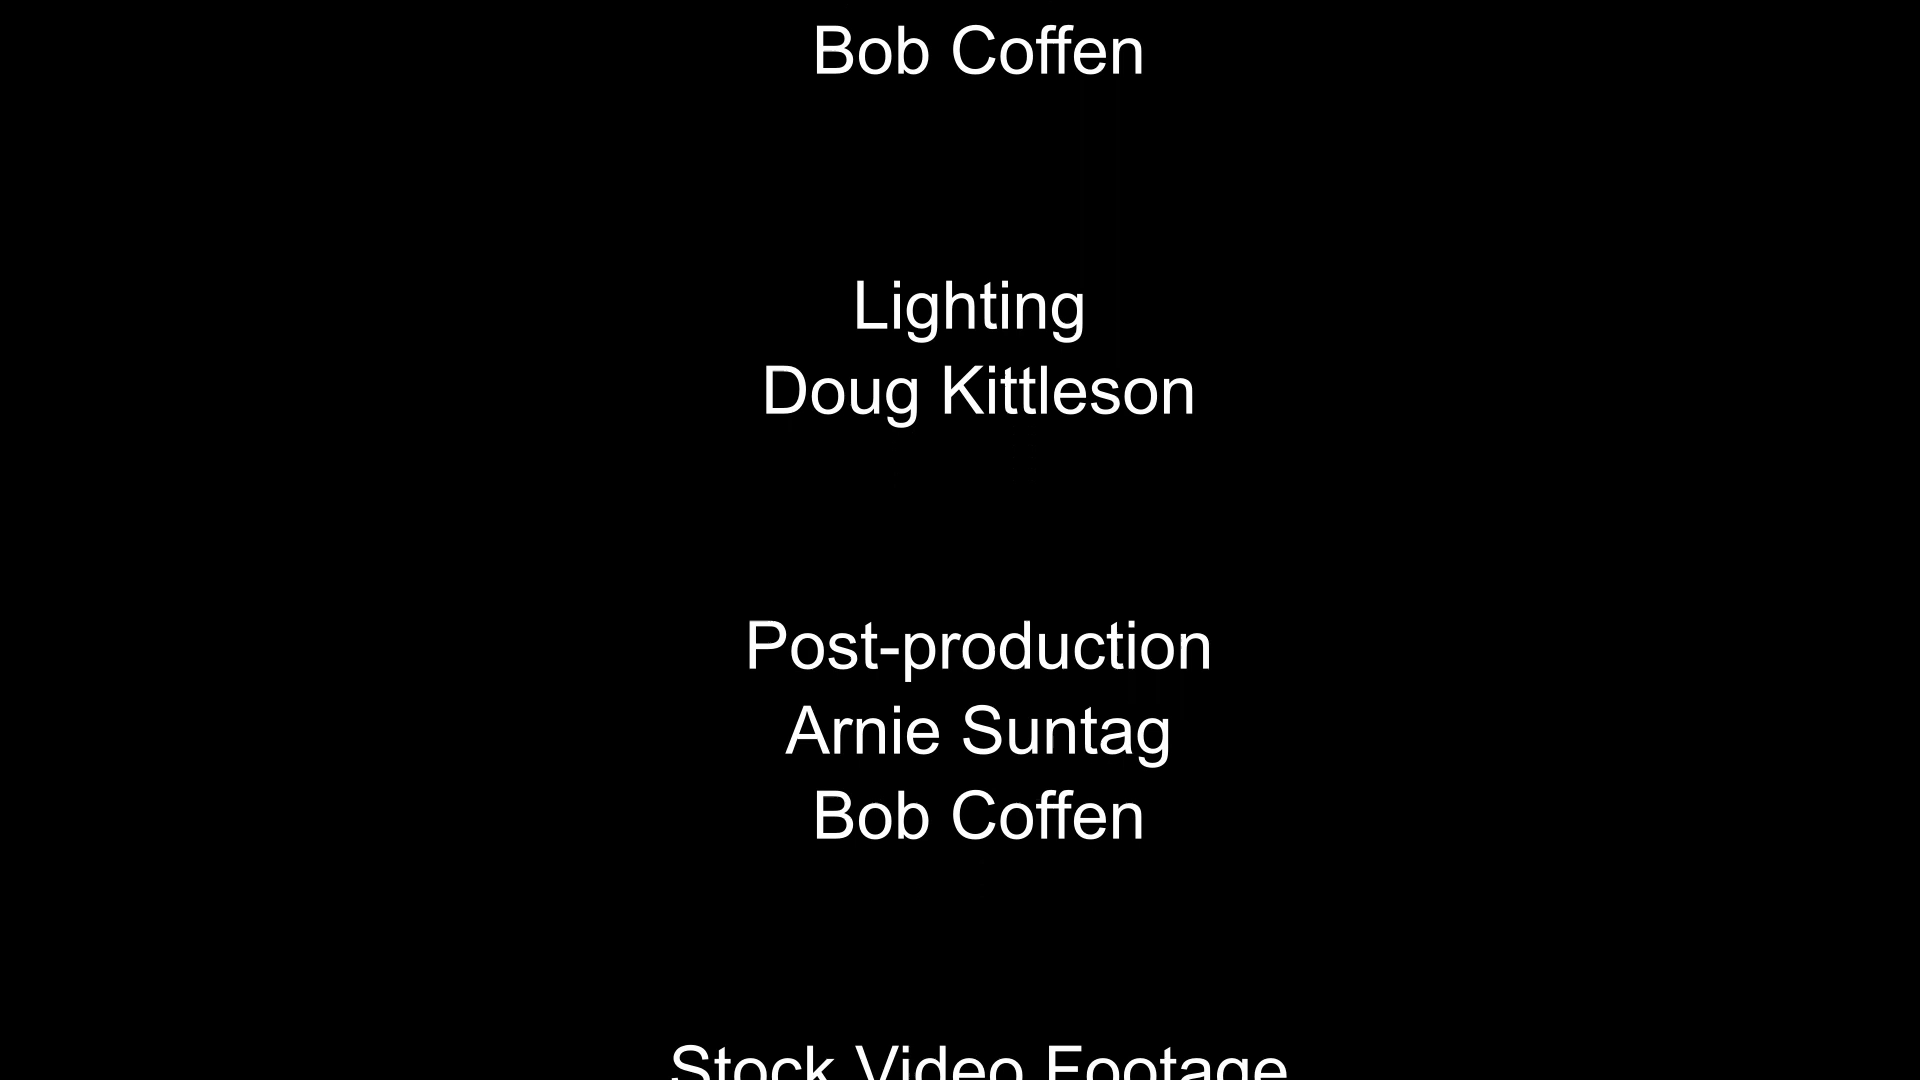 Bob Coffen
Lighting
Doug Kittleson
Post-production
Arnie Suntag
Bob Coffen
Stock Video Footage